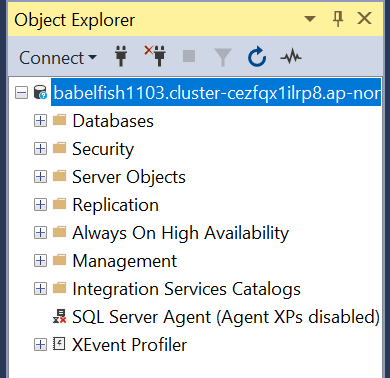 Object Explorer
Connect
babelfish1103.cluster-cezfqx1ilrp8.ap-nor
Databases
Security
Server Objects
Replication
Always On High Availability
Management
Integration Services Catalogs
SQL Server Agent (Agent XPs disabled)
XEvent Profiler